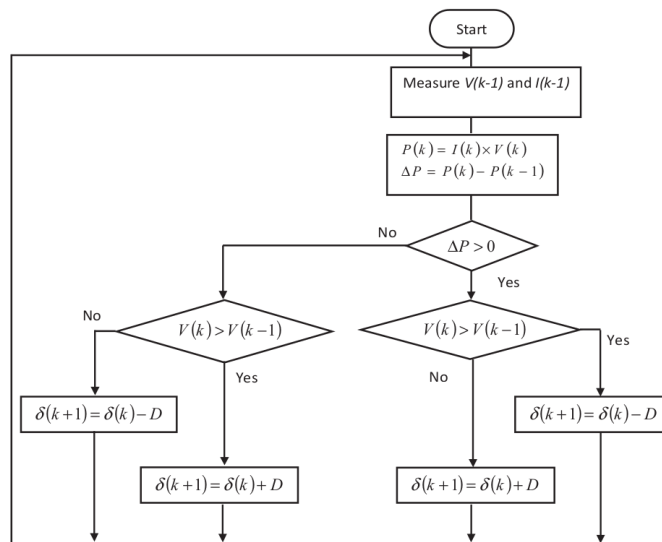 Start
Measure V(k-1) and I(k-1)
P(k) = I(k)×V(k)
ΔP = P(k) − P(k − 1)
No
ΔP > 0
Yes
No
V(k) > V(k−1)
Yes
V(k) > V(k−1)
No
Yes
δ(k+1) = δ(k) − D
δ(k+1) = δ(k) − D
δ(k+1) = δ(k) + D
δ(k+1) = δ(k) + D